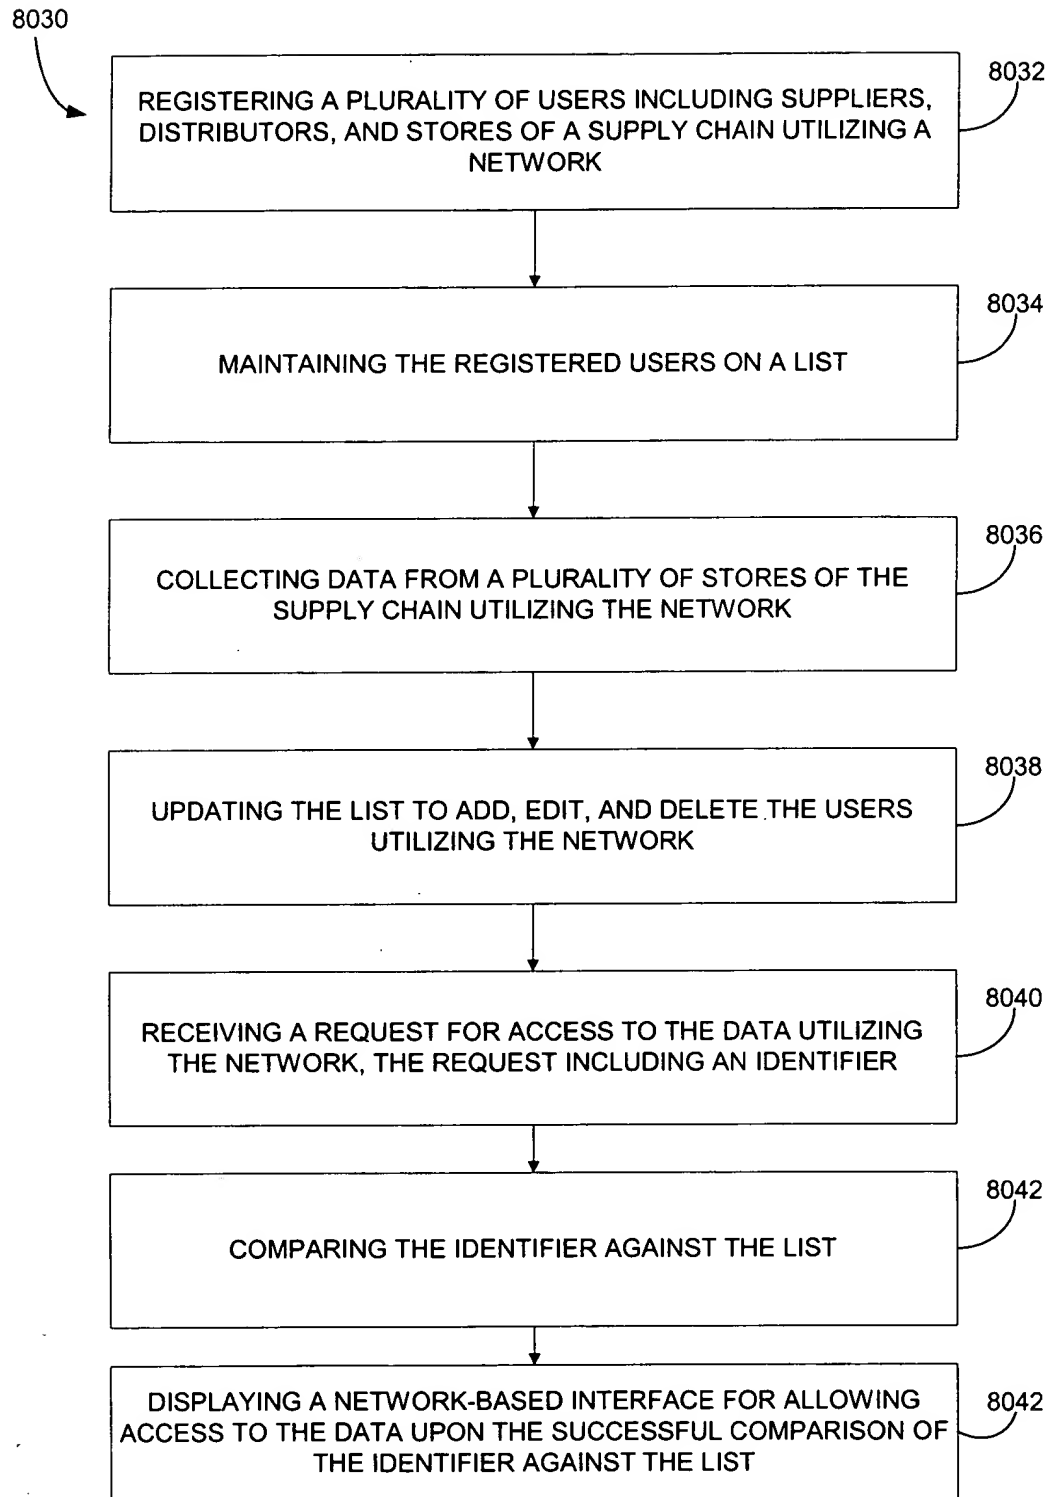 8030
8032
REGISTERING A PLURALITY OF USERS INCLUDING SUPPLIERS,
DISTRIBUTORS, AND STORES OF A SUPPLY CHAIN UTILIZING A
NETWORK
8034
MAINTAINING THE REGISTERED USERS ON A LIST
8036
COLLECTING DATA FROM A PLURALITY OF STORES OF THE
SUPPLY CHAIN UTILIZING THE NETWORK
8038
UPDATING THE LIST TO ADD, EDIT, AND DELETE THE USERS
UTILIZING THE NETWORK
8040
RECEIVING A REQUEST FOR ACCESS TO THE DATA UTILIZING
THE NETWORK, THE REQUEST INCLUDING AN IDENTIFIER
8042
COMPARING THE IDENTIFIER AGAINST THE LIST
8042
DISPLAYING A NETWORK-BASED INTERFACE FOR ALLOWING
ACCESS TO THE DATA UPON THE SUCCESSFUL COMPARISON OF
THE IDENTIFIER AGAINST THE LIST